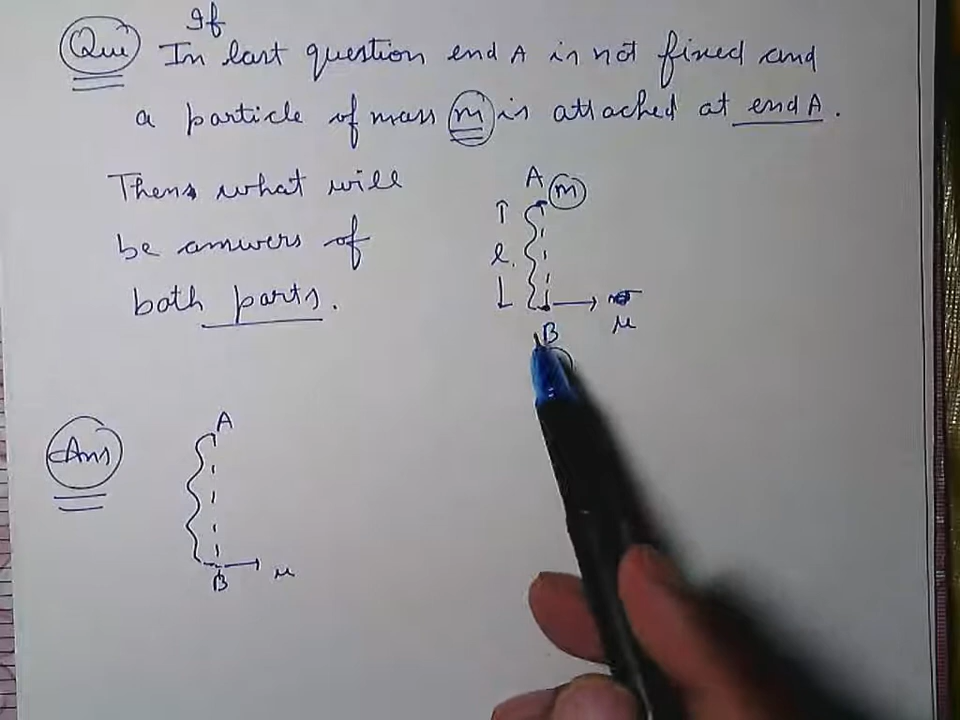 If
Que In last question end A is not fixed and
a particle of mass m is attached at end A.
Then what will
be answers of
both parts.
A m
l
B u
Ans
A
B u